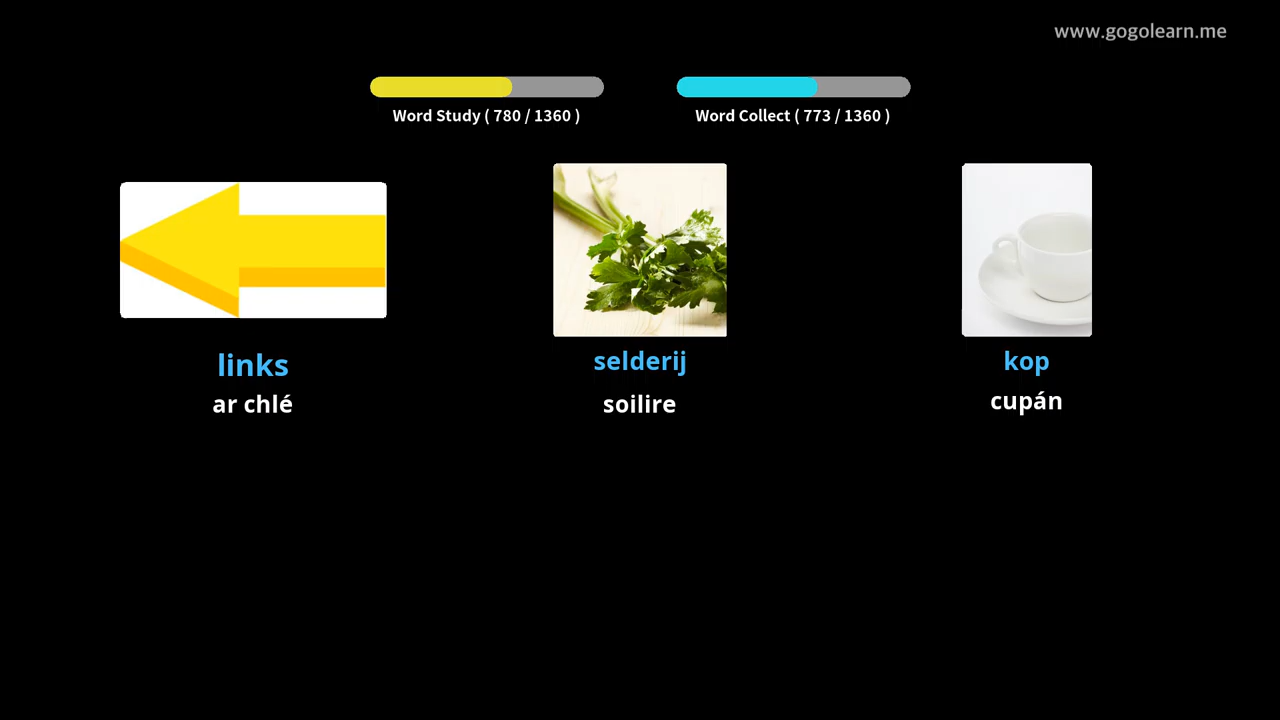 www.gogolearn.me
Word Study ( 780 / 1360 )
Word Collect ( 773 / 1360 )
links
ar chlé
selderij
soilire
kop
cupán